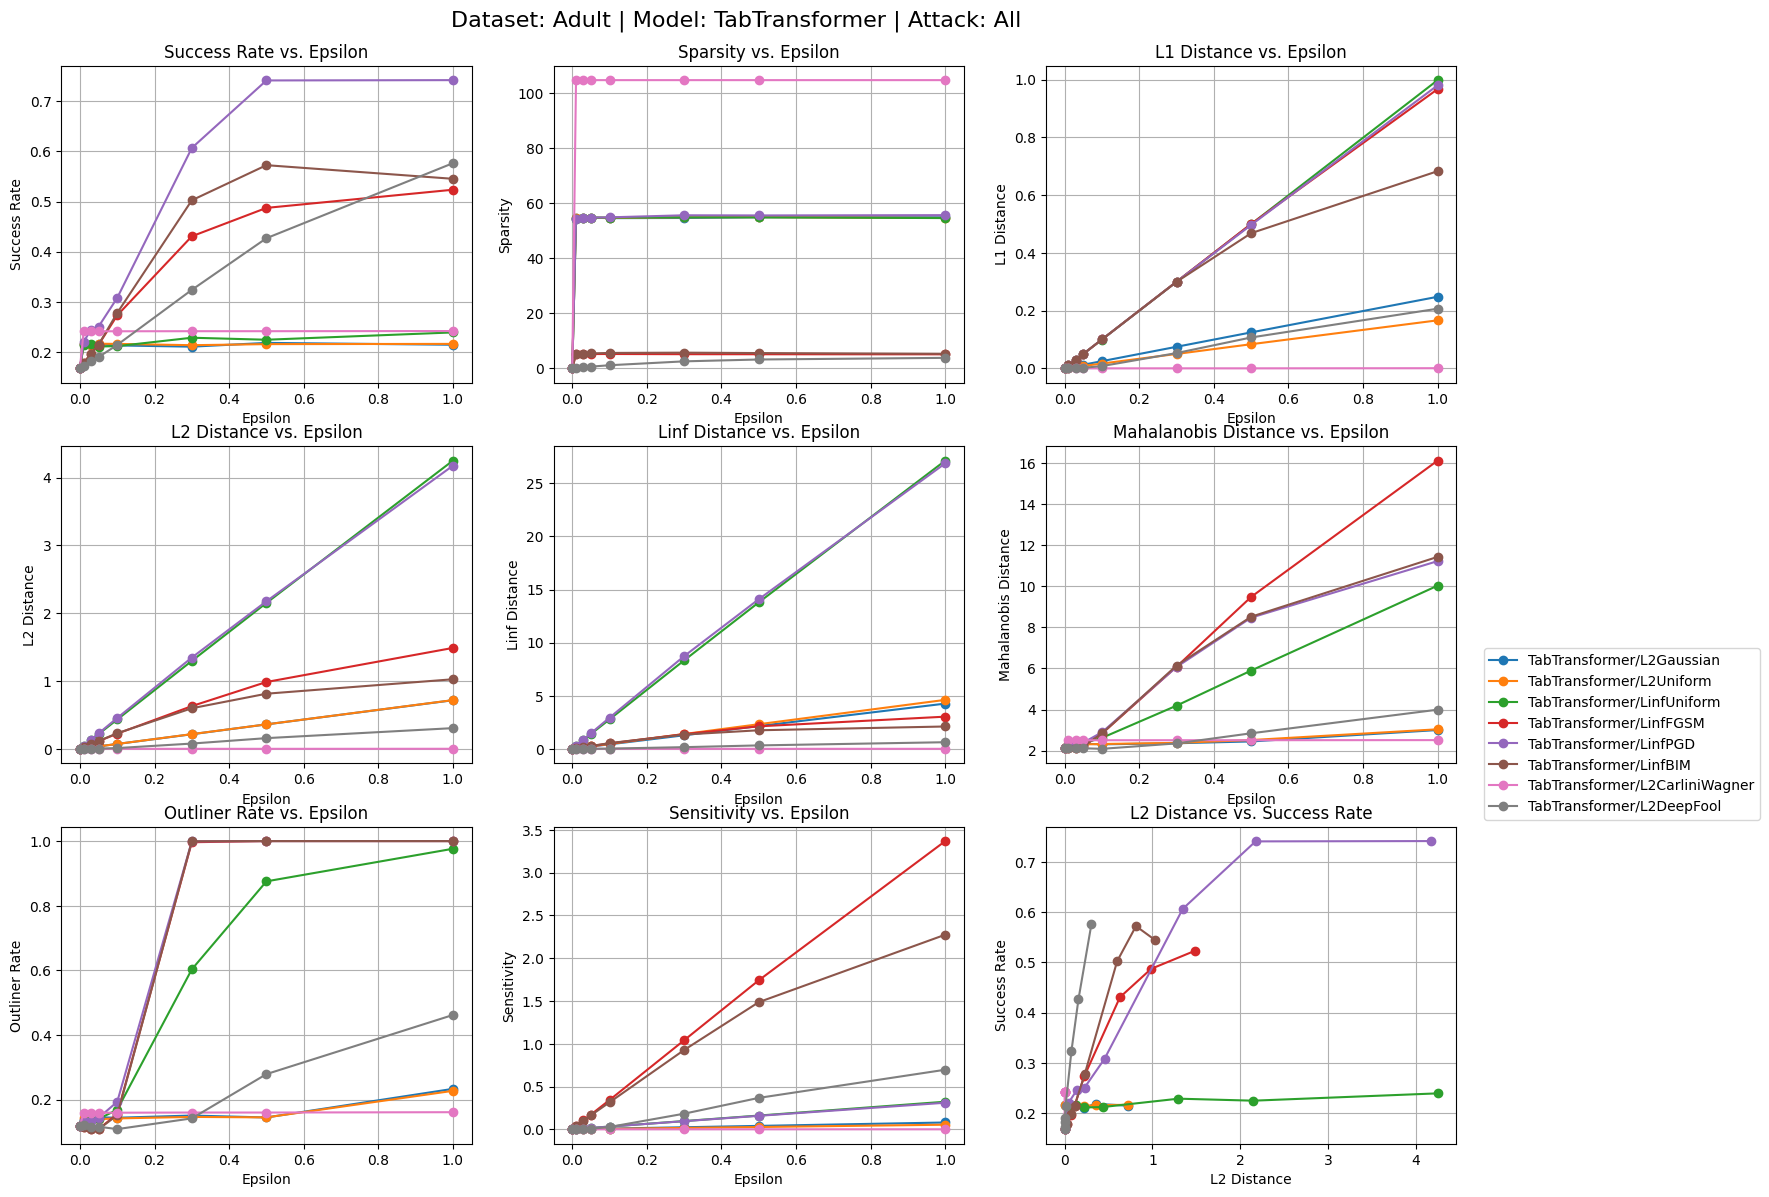 Dataset: Adult | Model: TabTransformer | Attack: All
Success Rate vs. Epsilon
Success Rate
0.7
0.6
0.5
0.4
0.3
0.2
0.0 0.2 0.4 0.6 0.8 1.0
Epsilon
Sparsity vs. Epsilon
Sparsity
100
80
60
40
20
0
0.0 0.2 0.4 0.6 0.8 1.0
Epsilon
L1 Distance vs. Epsilon
L1 Distance
1.0
0.8
0.6
0.4
0.2
0.0
0.0 0.2 0.4 0.6 0.8 1.0
Epsilon
L2 Distance vs. Epsilon
L2 Distance
4
3
2
1
0
0.0 0.2 0.4 0.6 0.8 1.0
Epsilon
Linf Distance vs. Epsilon
Linf Distance
25
20
15
10
5
0
0.0 0.2 0.4 0.6 0.8 1.0
Epsilon
Mahalanobis Distance vs. Epsilon
Mahalanobis Distance
16
14
12
10
8
6
4
2
0.0 0.2 0.4 0.6 0.8 1.0
Epsilon
TabTransformer/L2Gaussian
TabTransformer/L2Uniform
TabTransformer/LinfUniform
TabTransformer/LinfFGSM
TabTransformer/LinfPGD
TabTransformer/LinfBIM
TabTransformer/L2CarliniWagner
TabTransformer/L2DeepFool
Outliner Rate vs. Epsilon
Outliner Rate
1.0
0.8
0.6
0.4
0.2
0.0 0.2 0.4 0.6 0.8 1.0
Epsilon
Sensitivity vs. Epsilon
Sensitivity
3.5
3.0
2.5
2.0
1.5
1.0
0.5
0.0
0.0 0.2 0.4 0.6 0.8 1.0
Epsilon
L2 Distance vs. Success Rate
Success Rate
0.7
0.6
0.5
0.4
0.3
0.2
0 1 2 3 4
L2 Distance